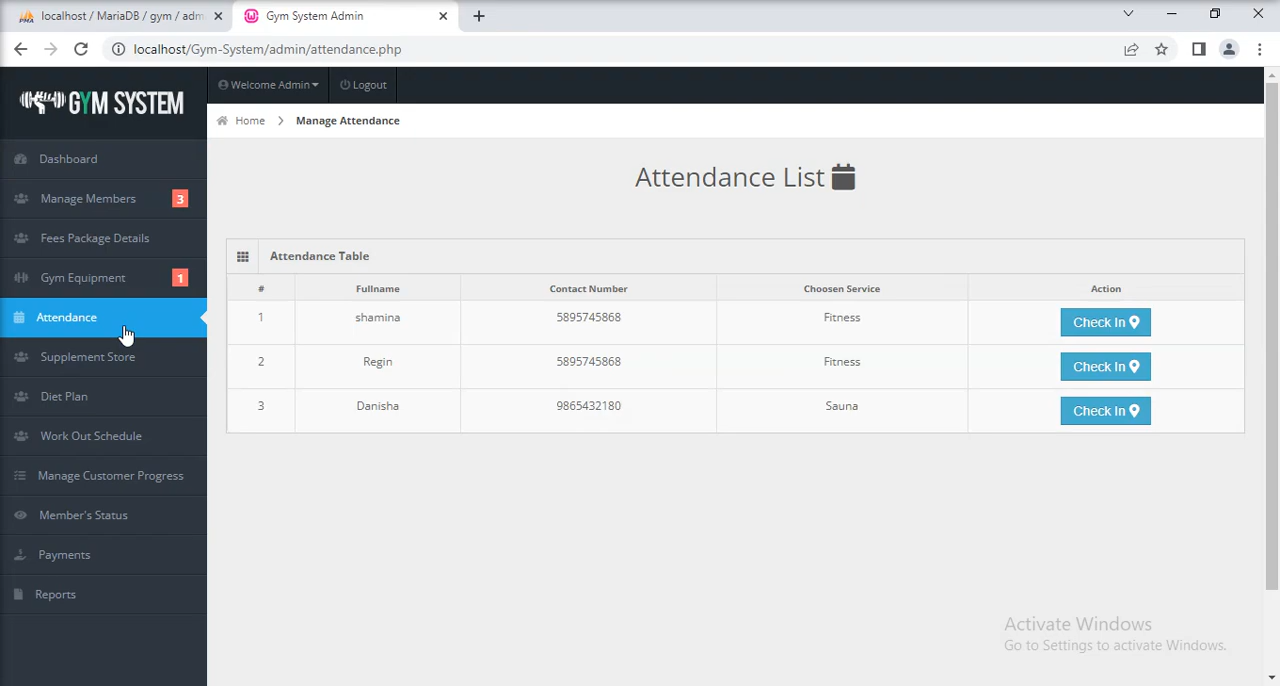 localhost / MariaDB / gym / adm
Gym System Admin
localhost/Gym-System/admin/attendance.php
GYM SYSTEM
Welcome Admin
Logout
Home
Manage Attendance
Dashboard
Manage Members 3
Fees Package Details
Gym Equipment 1
Attendance
Supplement Store
Diet Plan
Work Out Schedule
Manage Customer Progress
Member's Status
Payments
Reports
Attendance List
Attendance Table
# Fullname Contact Number Choosen Service Action
1 shamina 5895745868 Fitness Check In
2 Regin 5895745868 Fitness Check In
3 Danisha 9865432180 Sauna Check In
Activate Windows
Go to Settings to activate Windows.